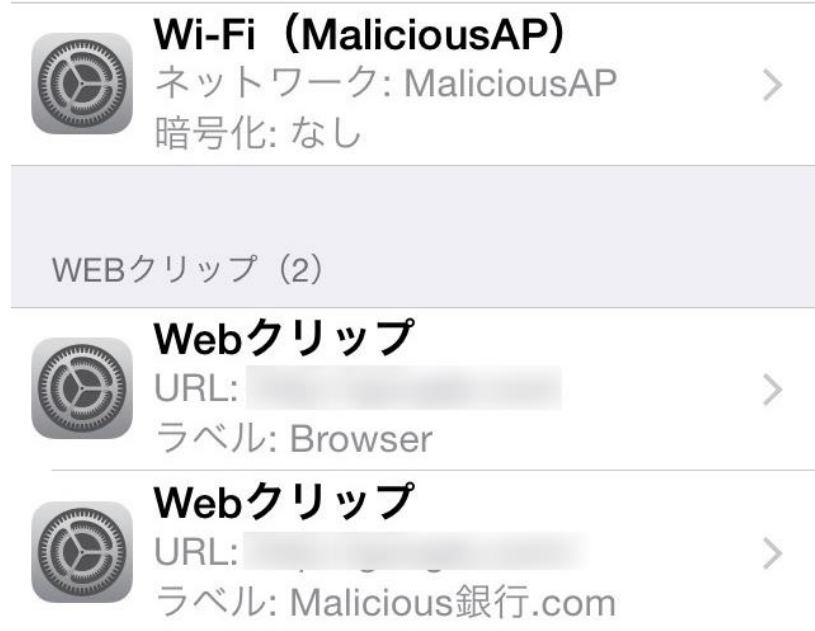 Wi-Fi（MaliciousAP）
ネットワーク: MaliciousAP
暗号化: なし
WEBクリップ（2）
Webクリップ
URL:
ラベル: Browser
Webクリップ
URL:
ラベル: Malicious銀行.com